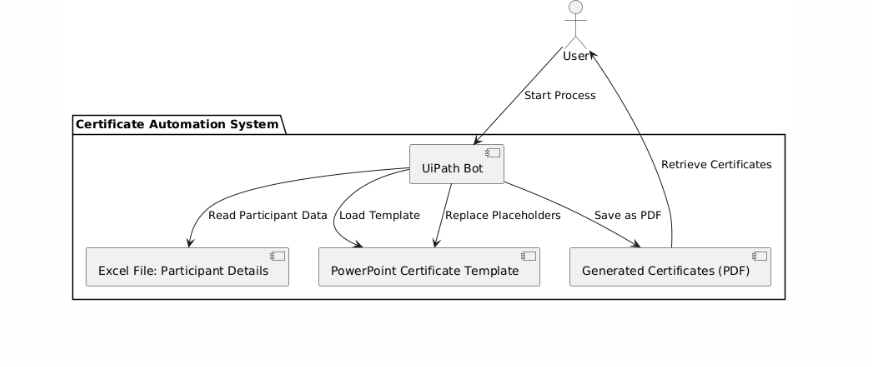 User
Start Process
Certificate Automation System
Retrieve Certificates
UiPath Bot
Read Participant Data
Load Template
Replace Placeholders
Save as PDF
Excel File: Participant Details
PowerPoint Certificate Template
Generated Certificates (PDF)